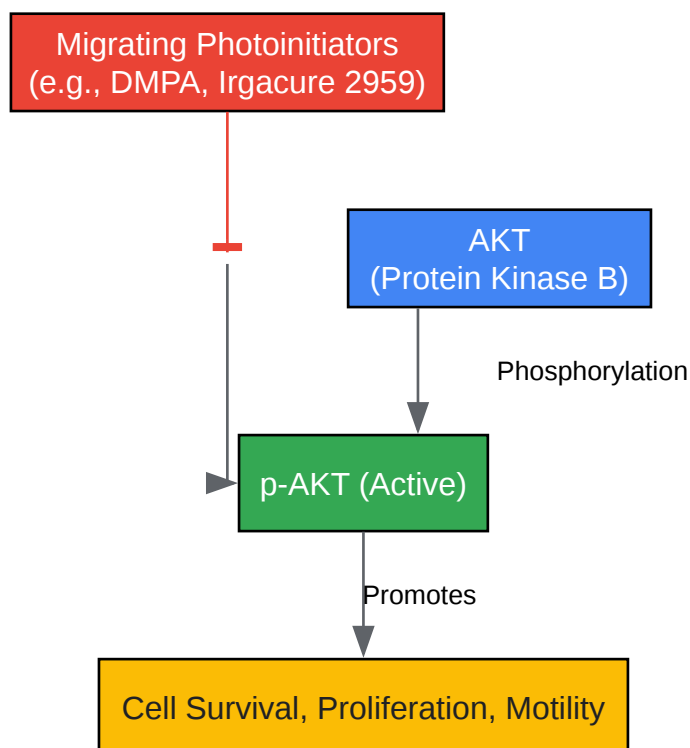 Migrating Photoinitiators
(e.g., DMPA, Irgacure 2959)
AKT
(Protein Kinase B)
Phosphorylation
p-AKT (Active)
Promotes
Cell Survival, Proliferation, Motility